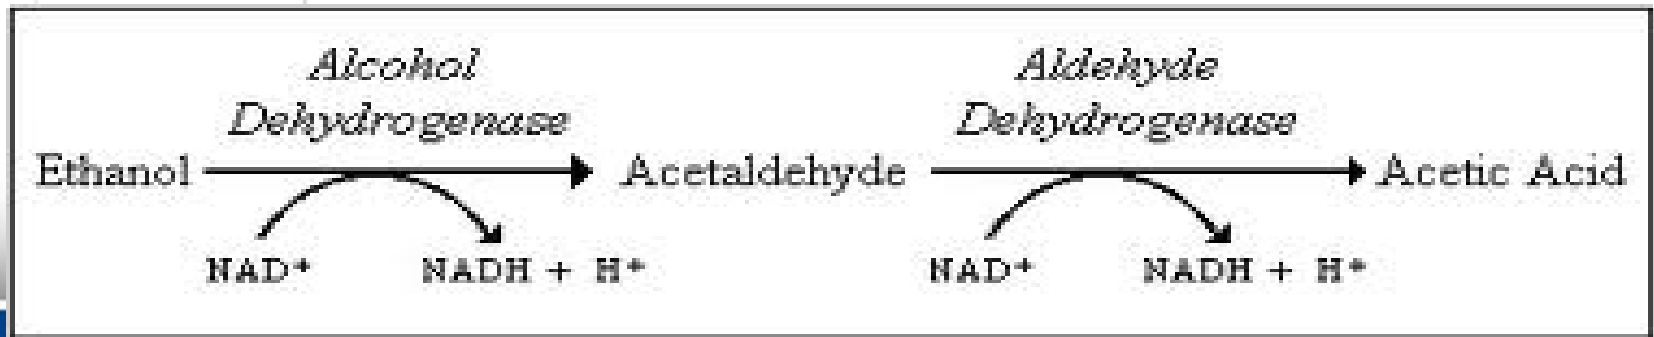 Alcohol
Dehydrogenase
Aldehyde
Dehydrogenase
Ethanol
Acetaldehyde
Acetic Acid
NAD+
NADH + H+
NAD+
NADH + H+